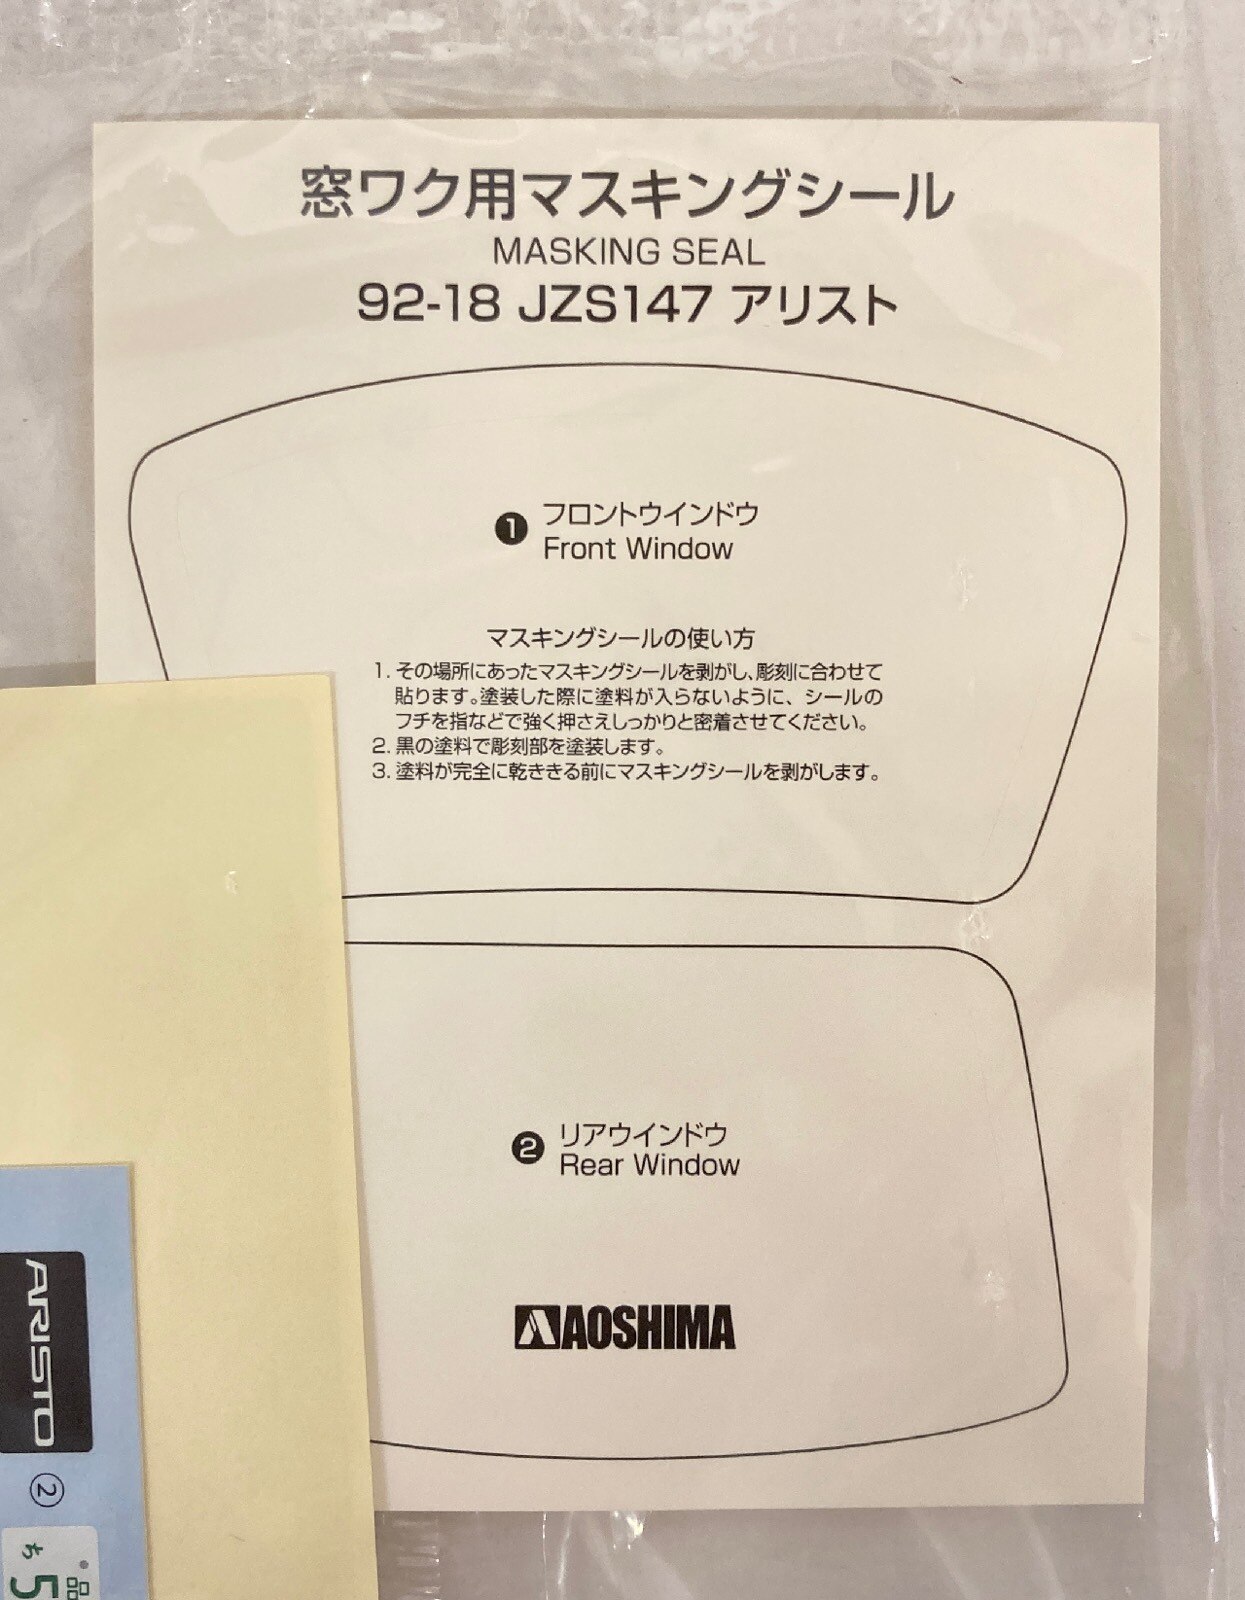 窓ワク用マスキングシール
MASKING SEAL
92-18 JZS147 アリスト
❶ フロントウインドウ
Front Window
マスキングシールの使い方
1. その場所にあったマスキングシールを剥がし、彫刻に合わせて
貼ります。塗装した際に塗料が入らないように、シールの
フチを指などで強く押さえしっかりと密着させてください。
2. 黒の塗料で彫刻部を塗装します。
3. 塗料が完全に乾ききる前にマスキングシールを剥がします。
❷ リアウインドウ
Rear Window
AOSHIMA
ARISTO
②
品
ち 5